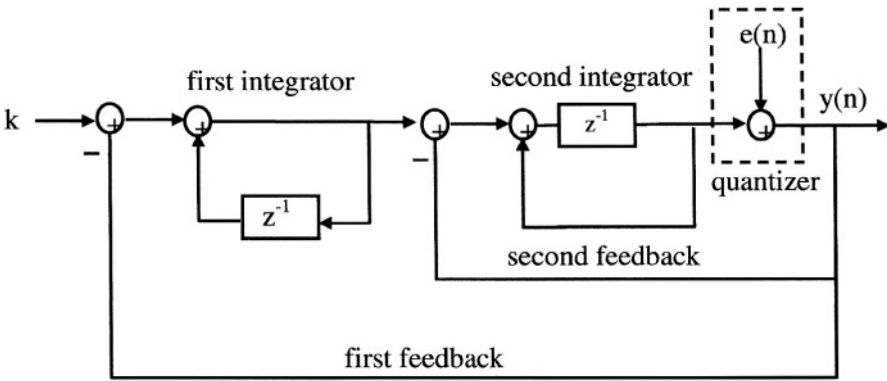 e(n)
first integrator
second integrator
y(n)
k
+
+
+
+
z⁻¹
+
−
−
quantizer
z⁻¹
second feedback
first feedback